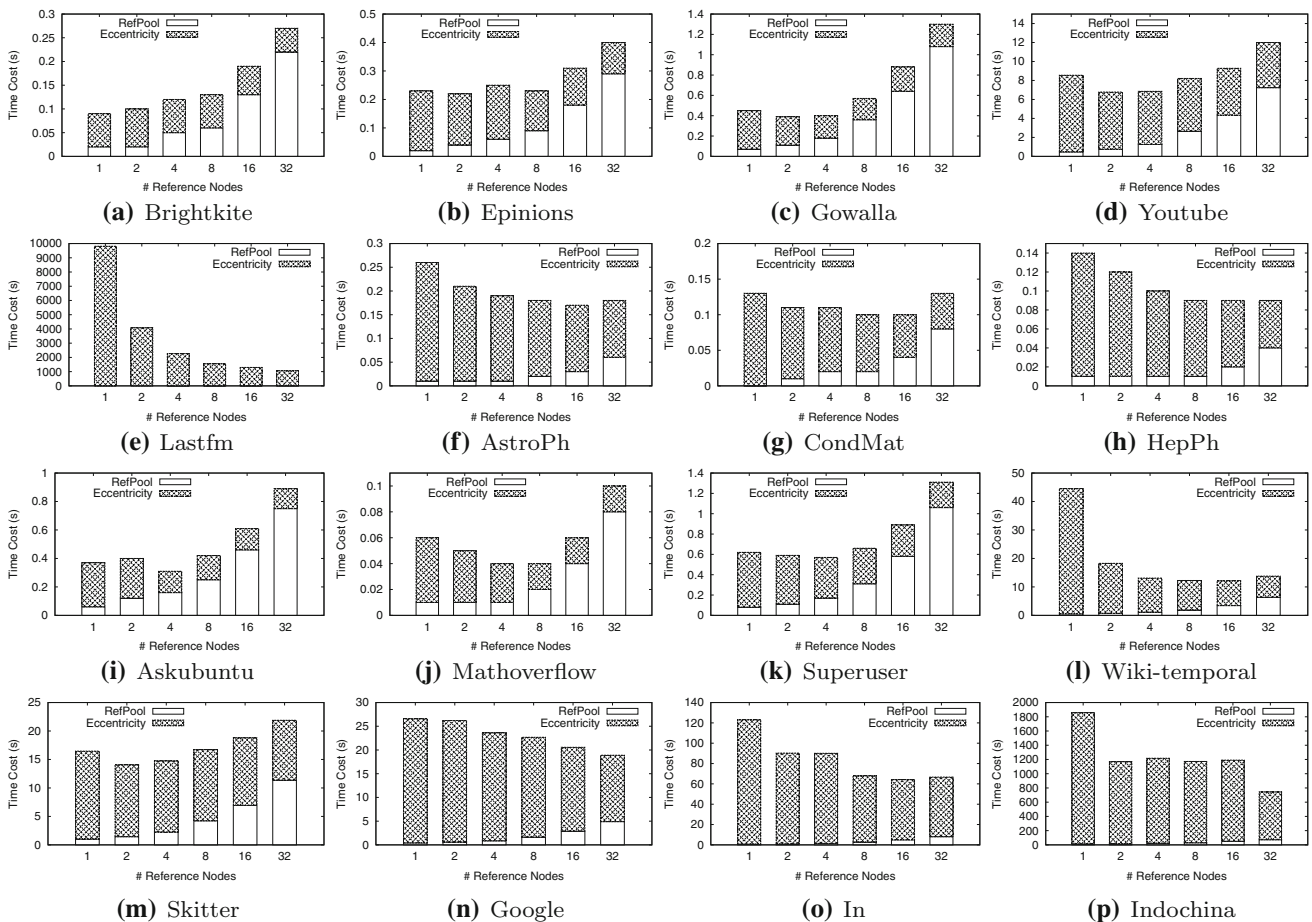 0.3
0.25
0.2
0.15
0.1
0.05
0
Time Cost (s)
RefPool
Eccentricity
1 2 4 8 16 32
# Reference Nodes
(a) Brightkite
0.5
0.4
0.3
0.2
0.1
0
Time Cost (s)
RefPool
Eccentricity
1 2 4 8 16 32
# Reference Nodes
(b) Epinions
1.4
1.2
1
0.8
0.6
0.4
0.2
0
Time Cost (s)
RefPool
Eccentricity
1 2 4 8 16 32
# Reference Nodes
(c) Gowalla
14
12
10
8
6
4
2
0
Time Cost (s)
RefPool
Eccentricity
1 2 4 8 16 32
# Reference Nodes
(d) Youtube
10000
9000
8000
7000
6000
5000
4000
3000
2000
1000
0
Time Cost (s)
RefPool
Eccentricity
1 2 4 8 16 32
# Reference Nodes
(e) Lastfm
0.3
0.25
0.2
0.15
0.1
0.05
0
Time Cost (s)
RefPool
Eccentricity
1 2 4 8 16 32
# Reference Nodes
(f) AstroPh
0.2
0.15
0.1
0.05
0
Time Cost (s)
RefPool
Eccentricity
1 2 4 8 16 32
# Reference Nodes
(g) CondMat
0.14
0.12
0.1
0.08
0.06
0.04
0.02
0
Time Cost (s)
RefPool
Eccentricity
1 2 4 8 16 32
# Reference Nodes
(h) HepPh
1
0.8
0.6
0.4
0.2
0
Time Cost (s)
RefPool
Eccentricity
1 2 4 8 16 32
# Reference Nodes
(i) Askubuntu
0.1
0.08
0.06
0.04
0.02
0
Time Cost (s)
RefPool
Eccentricity
1 2 4 8 16 32
# Reference Nodes
(j) Mathoverflow
1.4
1.2
1
0.8
0.6
0.4
0.2
0
Time Cost (s)
RefPool
Eccentricity
1 2 4 8 16 32
# Reference Nodes
(k) Superuser
50
40
30
20
10
0
Time Cost (s)
RefPool
Eccentricity
1 2 4 8 16 32
# Reference Nodes
(l) Wiki-temporal
25
20
15
10
5
0
Time Cost (s)
RefPool
Eccentricity
1 2 4 8 16 32
# Reference Nodes
(m) Skitter
30
25
20
15
10
5
0
Time Cost (s)
RefPool
Eccentricity
1 2 4 8 16 32
# Reference Nodes
(n) Google
140
120
100
80
60
40
20
0
Time Cost (s)
RefPool
Eccentricity
1 2 4 8 16 32
# Reference Nodes
(o) In
2000
1800
1600
1400
1200
1000
800
600
400
200
0
Time Cost (s)
RefPool
Eccentricity
1 2 4 8 16 32
# Reference Nodes
(p) Indochina